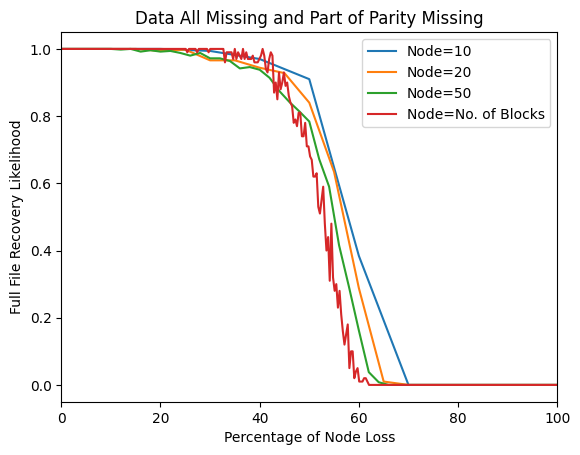 Data All Missing and Part of Parity Missing
Full File Recovery Likelihood
1.0
0.8
0.6
0.4
0.2
0.0
Node=10
Node=20
Node=50
Node=No. of Blocks
0 20 40 60 80 100
Percentage of Node Loss